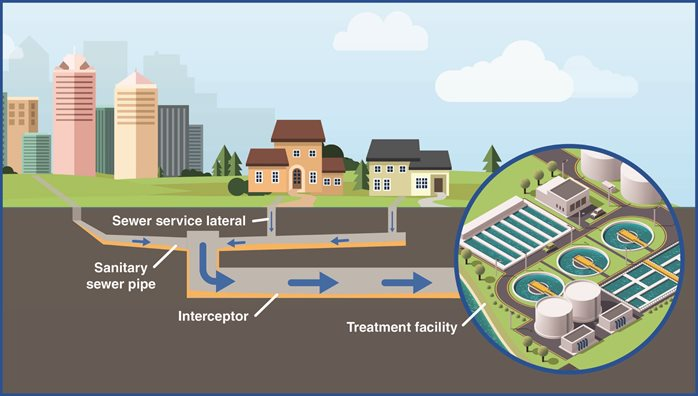 Sewer service lateral
Sanitary
sewer pipe
Interceptor
Treatment facility